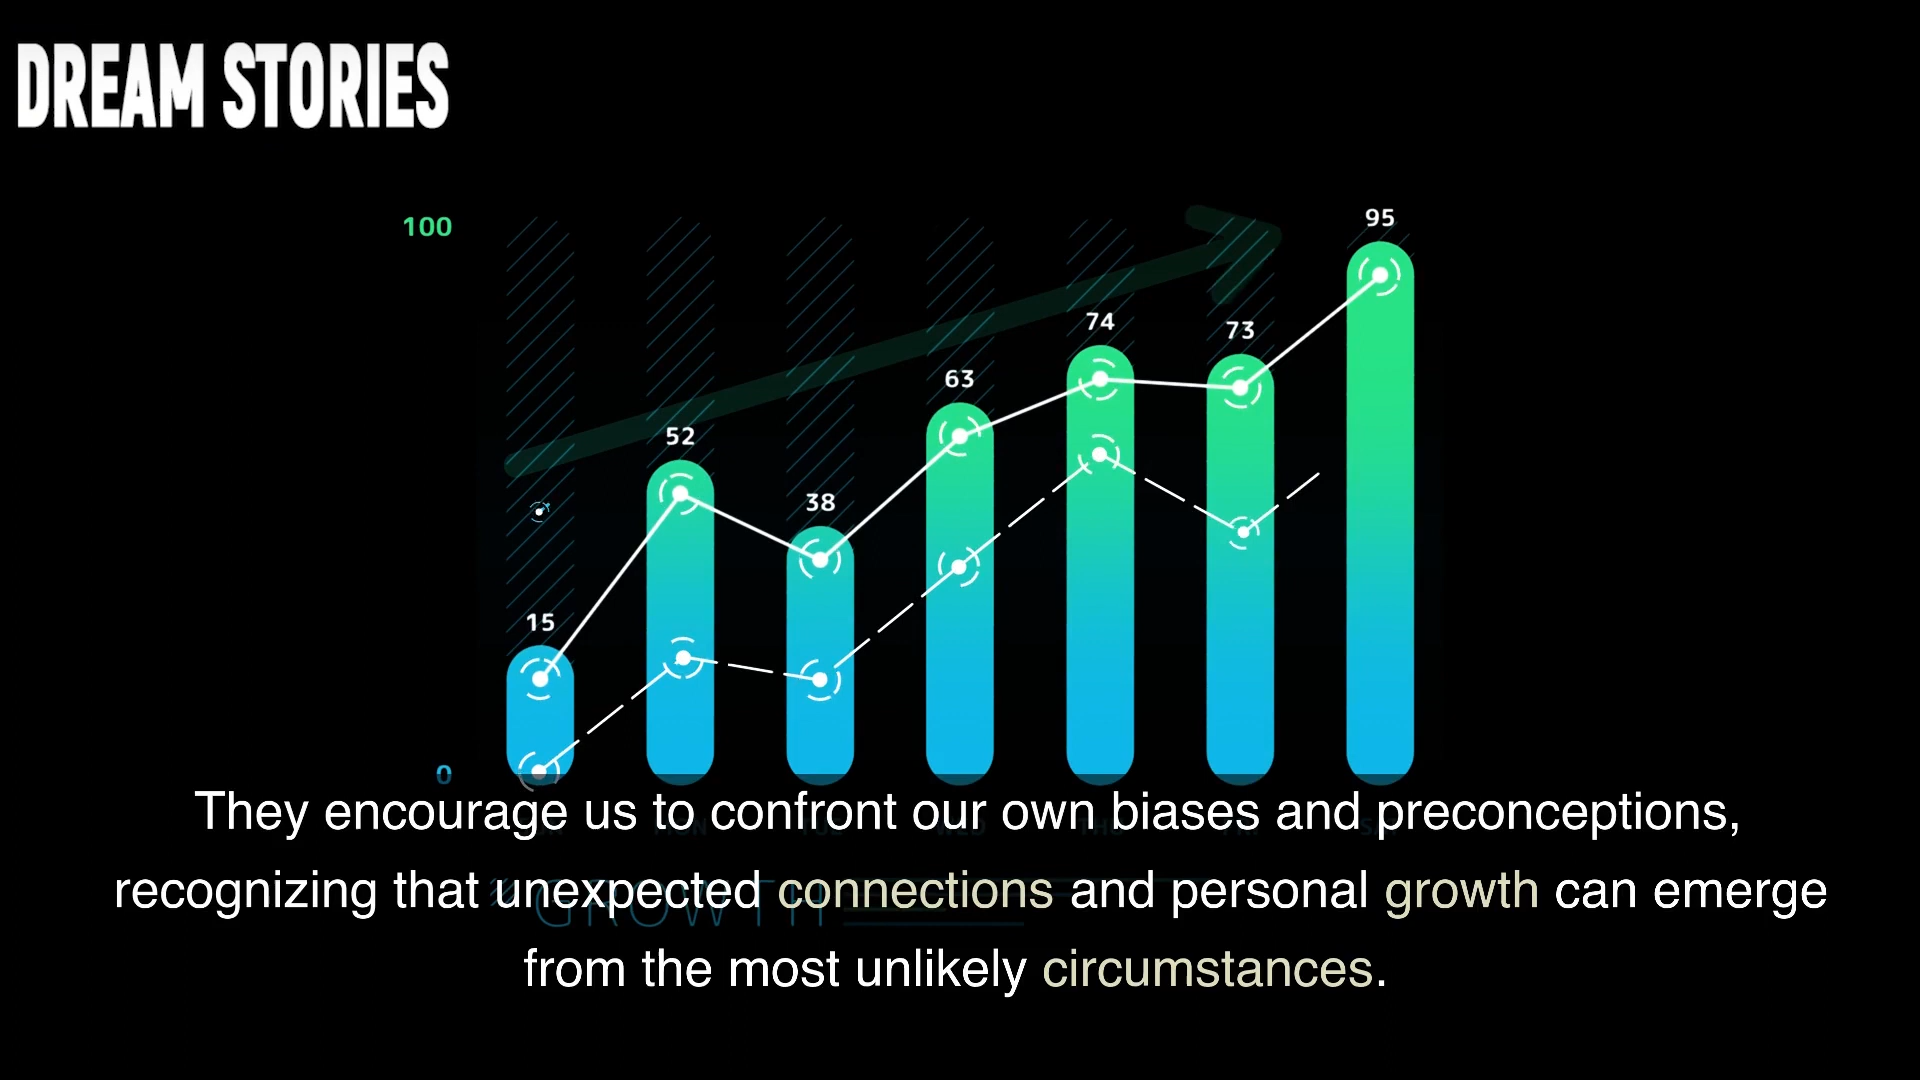 DREAM STORIES
100
95
74
73
63
52
38
15
0
They encourage us to confront our own biases and preconceptions,
recognizing that unexpected connections and personal growth can emerge
from the most unlikely circumstances.
GROWTH